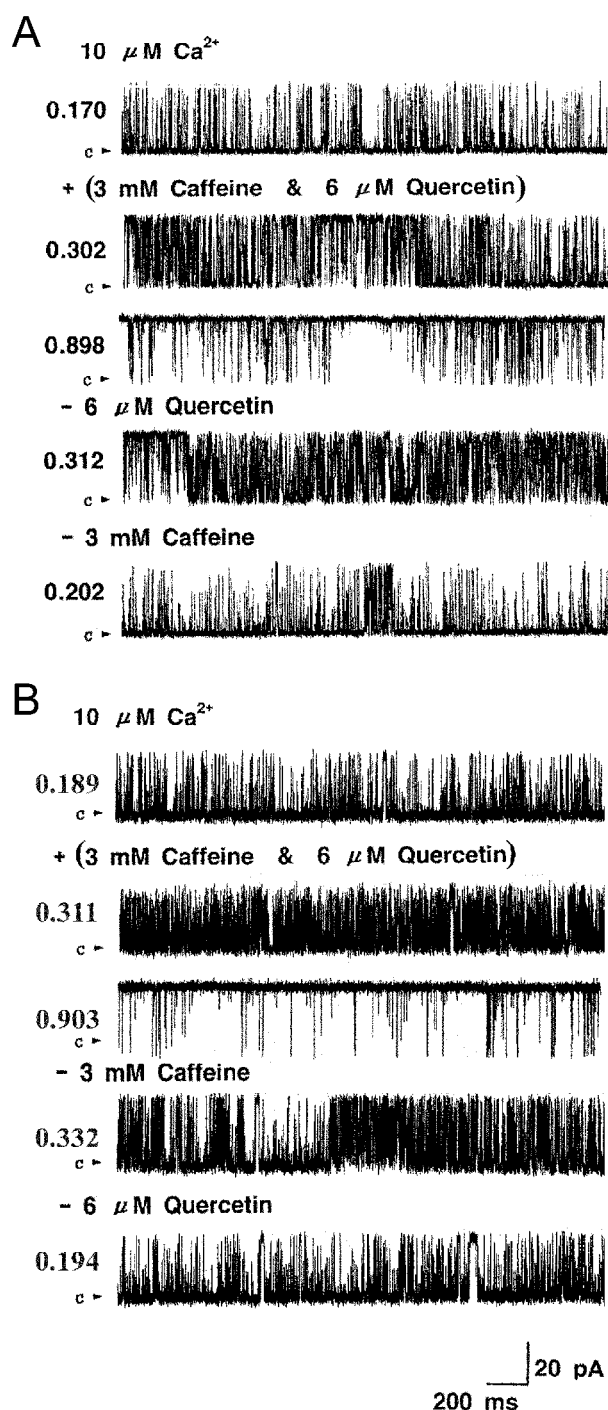 A
10 μM Ca²⁺
0.170
c ►
+ (3 mM Caffeine & 6 μM Quercetin)
0.302
c ►
0.898
c ►
- 6 μM Quercetin
0.312
c ►
- 3 mM Caffeine
0.202
c ►
B
10 μM Ca²⁺
0.189
c ►
+ (3 mM Caffeine & 6 μM Quercetin)
0.311
c ►
0.903
c ►
- 3 mM Caffeine
0.332
c ►
- 6 μM Quercetin
0.194
c ►
20 pA
200 ms